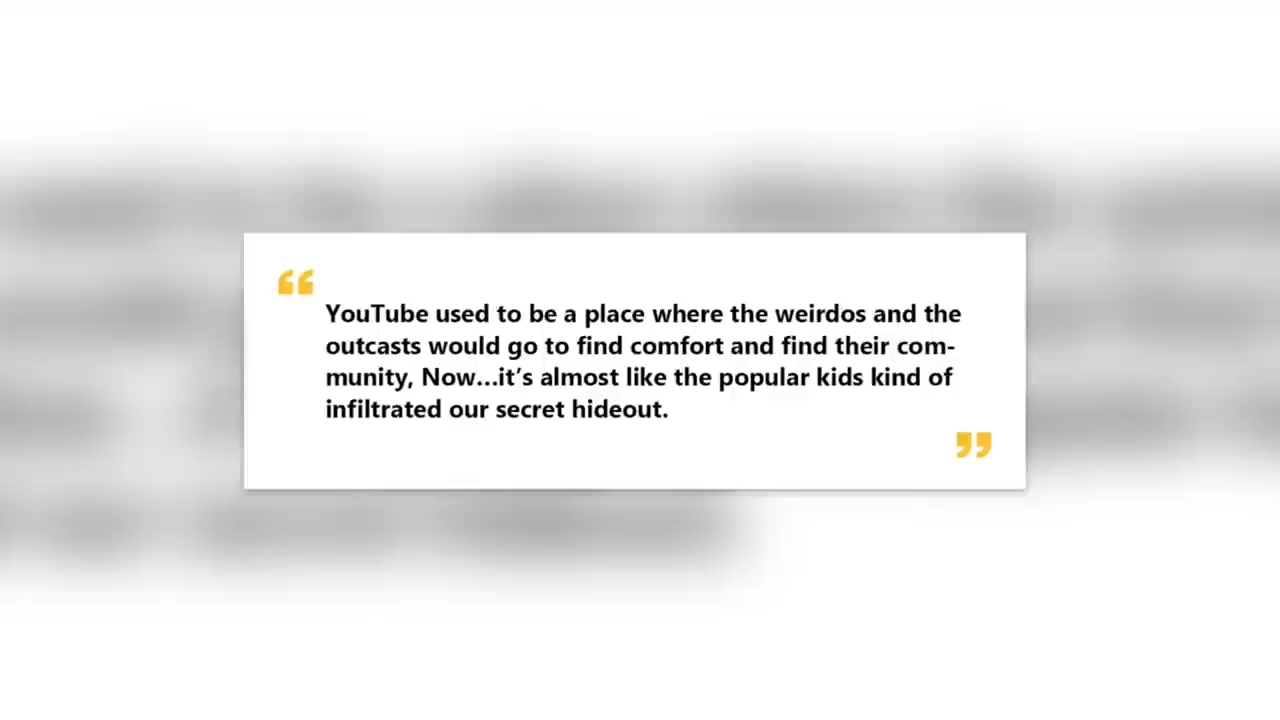 “
YouTube used to be a place where the weirdos and the
outcasts would go to find comfort and find their com-
munity, Now...it’s almost like the popular kids kind of
infiltrated our secret hideout.
”